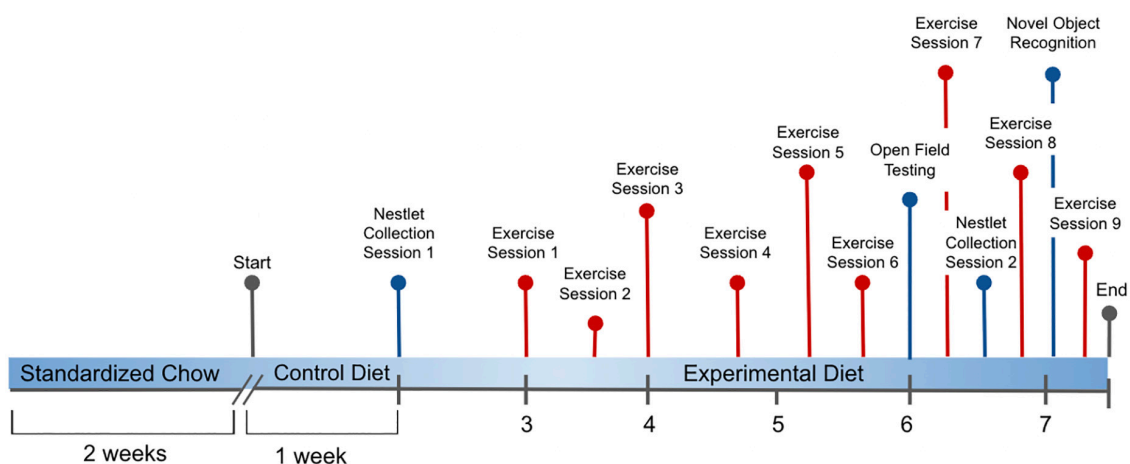 Exercise
Session 7
Novel Object
Recognition
Exercise
Session 8
Exercise
Session 5
Open Field
Testing
Exercise
Session 3
Exercise
Session 9
Nestlet
Collection
Session 1
Nestlet
Collection
Session 2
Exercise
Session 1
Exercise
Session 4
Exercise
Session 6
Start
Exercise
Session 2
End
Standardized Chow
Control Diet
Experimental Diet
3 4 5 6 7
2 weeks
1 week